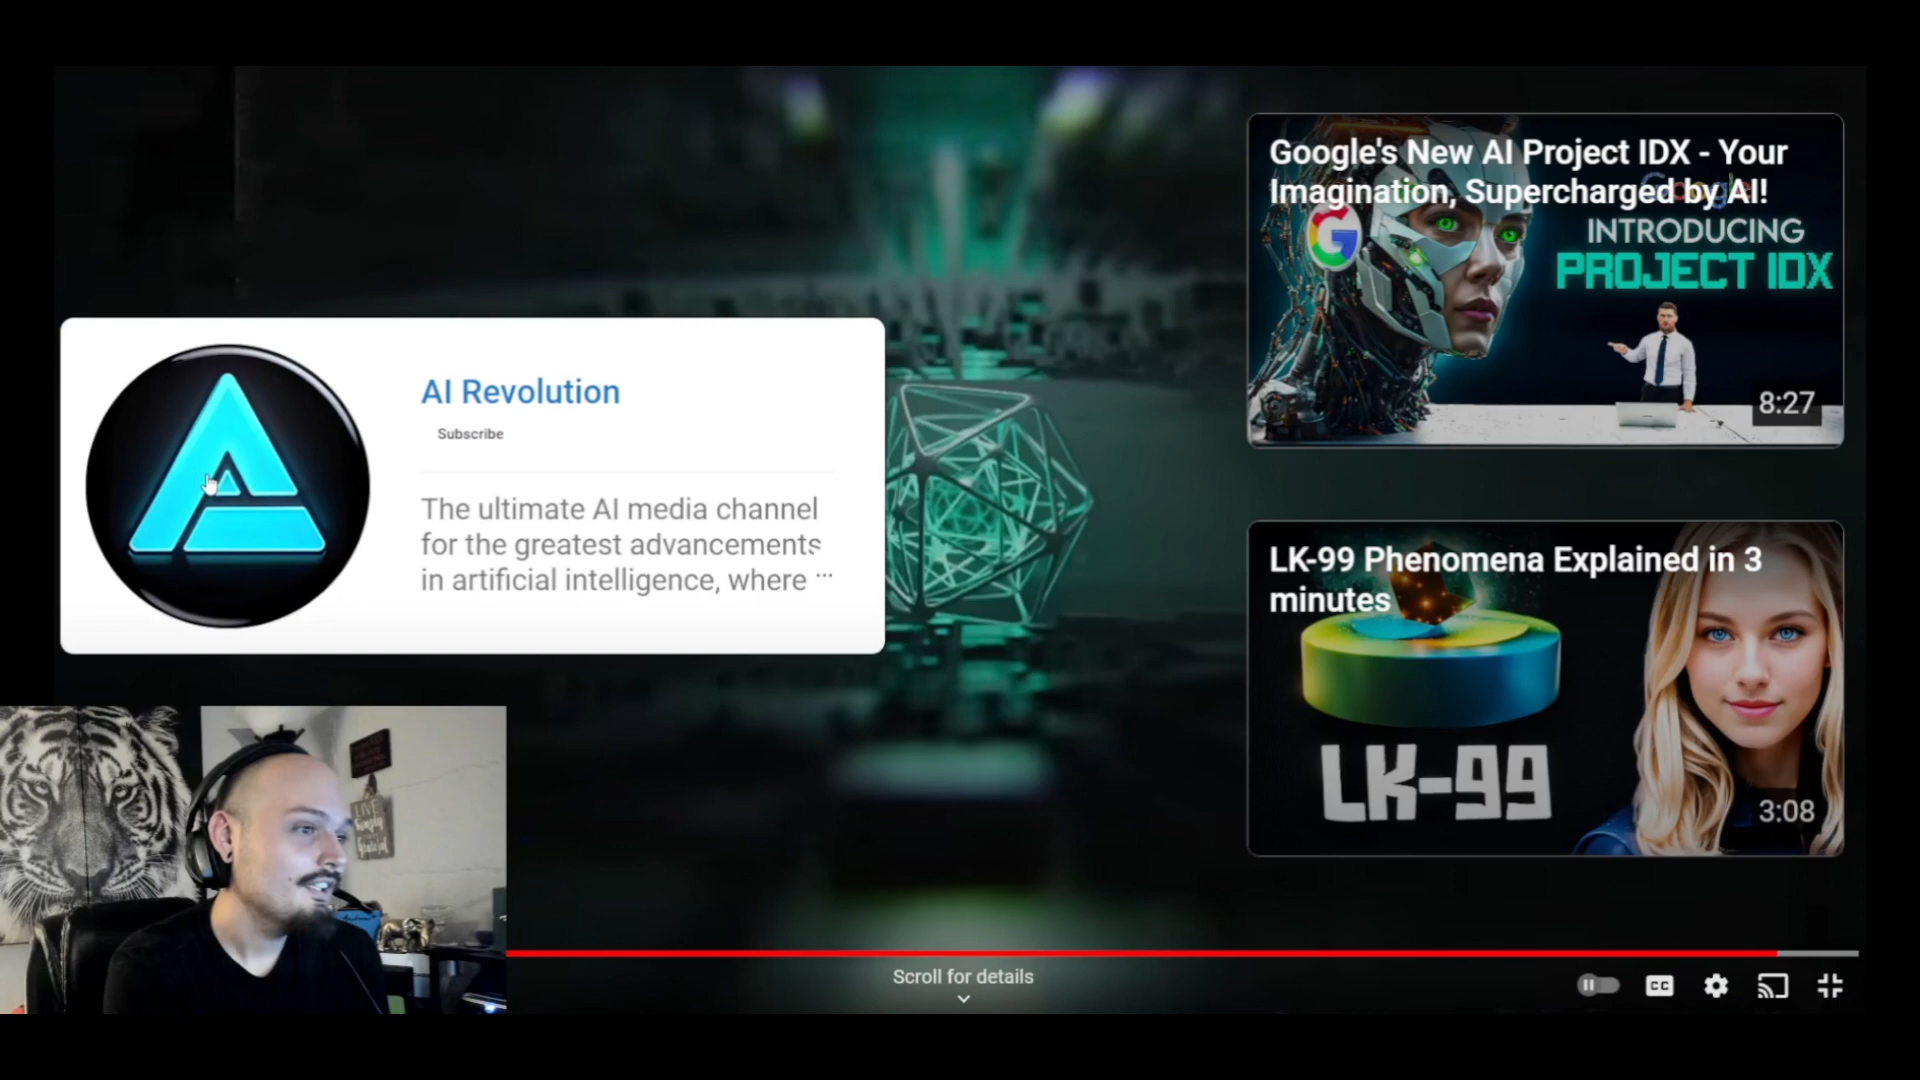 Google's New AI Project IDX - Your
Imagination, Supercharged by AI!
INTRODUCING
PROJECT IDX
8:27
AI Revolution
Subscribe
The ultimate AI media channel
for the greatest advancements
in artificial intelligence, where ...
LK-99 Phenomena Explained in 3
minutes
LK-99
3:08
LIVE
Scroll for details
CC